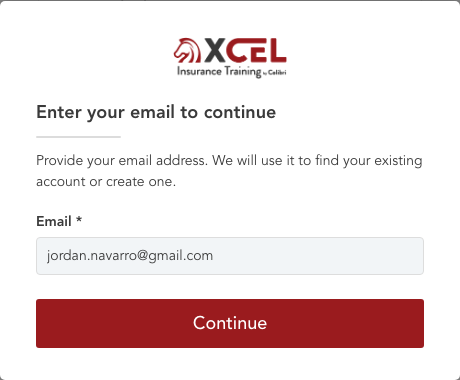 XCEL
Insurance Training by Colibri
Enter your email to continue
Provide your email address. We will use it to find your existing
account or create one.
Email *
jordan.navarro@gmail.com
Continue